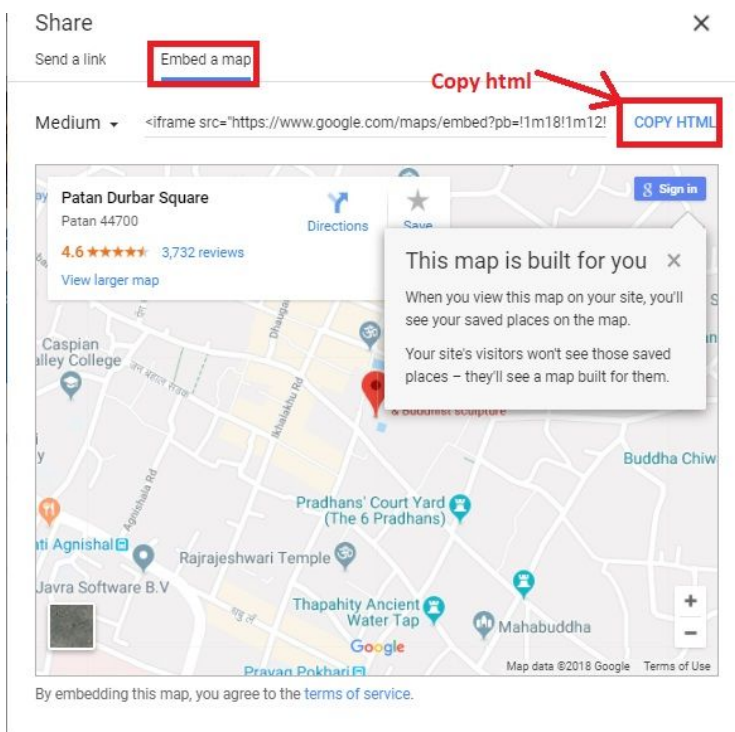 Share
Send a link
Embed a map
Copy html
Medium
<iframe src="https://www.google.com/maps/embed?pb=!1m18!1m12!
COPY HTML
Patan Durbar Square
Patan 44700
4.6
3,732 reviews
View larger map
Directions
Save
Sign in
This map is built for you
When you view this map on your site, you'll
see your saved places on the map.
Your site's visitors won't see those saved
places – they'll see a map built for them.
& Buddhist sculpture
Caspian
alley College
Ikhalakhu Rd
Buddha Chiw
Agnishala Rd
Pradhans' Court Yard
(The 6 Pradhans)
ti Agnishal
Rajrajeshwari Temple
Javra Software B.V
Thapahity Ancient
Water Tap
Mahabuddha
Google
Prayag Pokhari
Map data ©2018 Google
Terms of Use
By embedding this map, you agree to the terms of service.